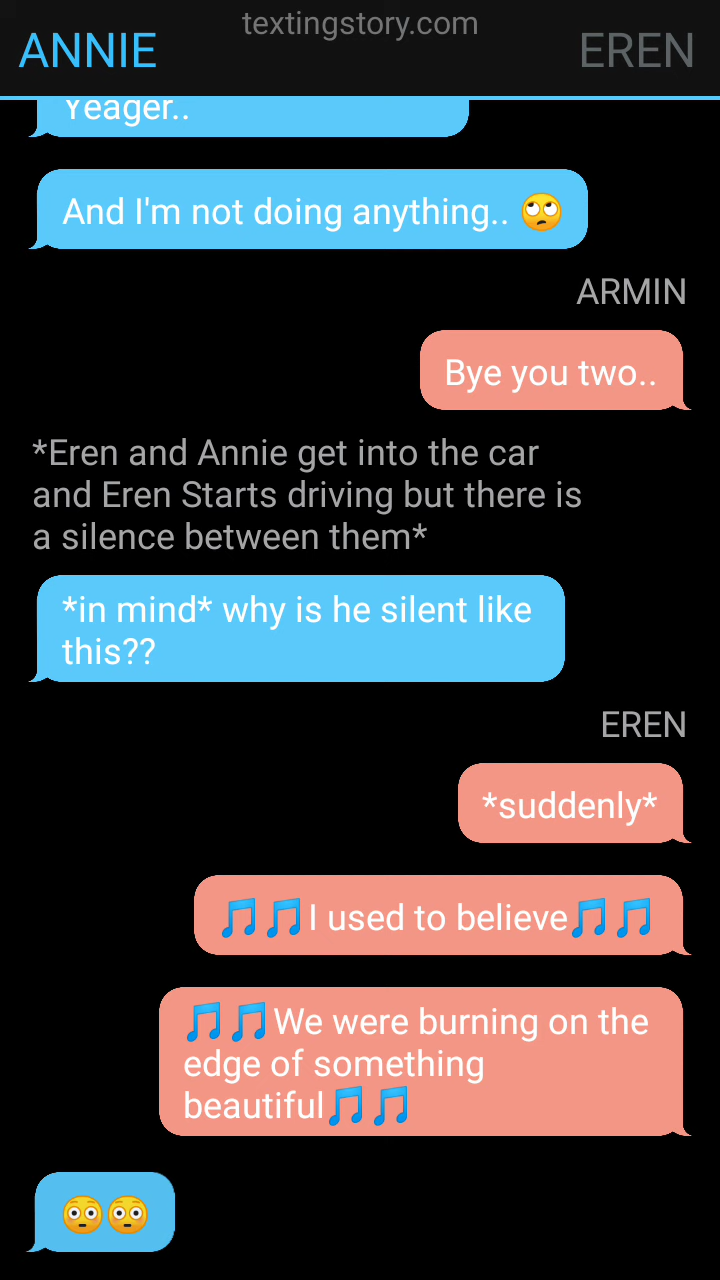 textingstory.com
ANNIE
EREN
Yeager..
And I'm not doing anything.. 🙄
ARMIN
Bye you two..
*Eren and Annie get into the car
and Eren Starts driving but there is
a silence between them*
*in mind* why is he silent like
this??
EREN
*suddenly*
🎵🎵I used to believe🎵🎵
🎵🎵We were burning on the
edge of something
beautiful🎵🎵
😳😳